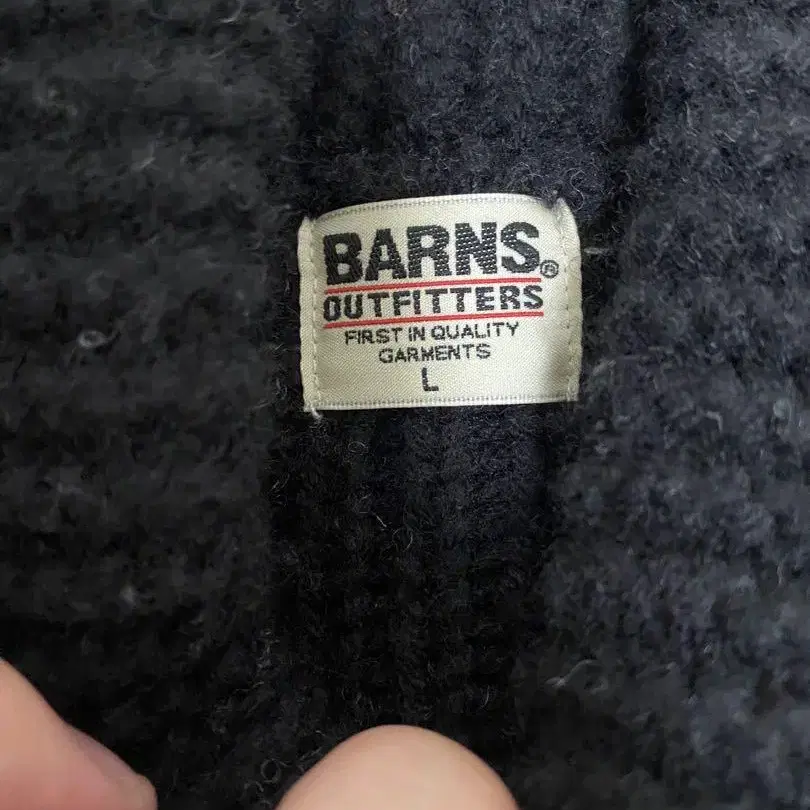 BARNS®
OUTFITTERS
FIRST IN QUALITY
GARMENTS
L